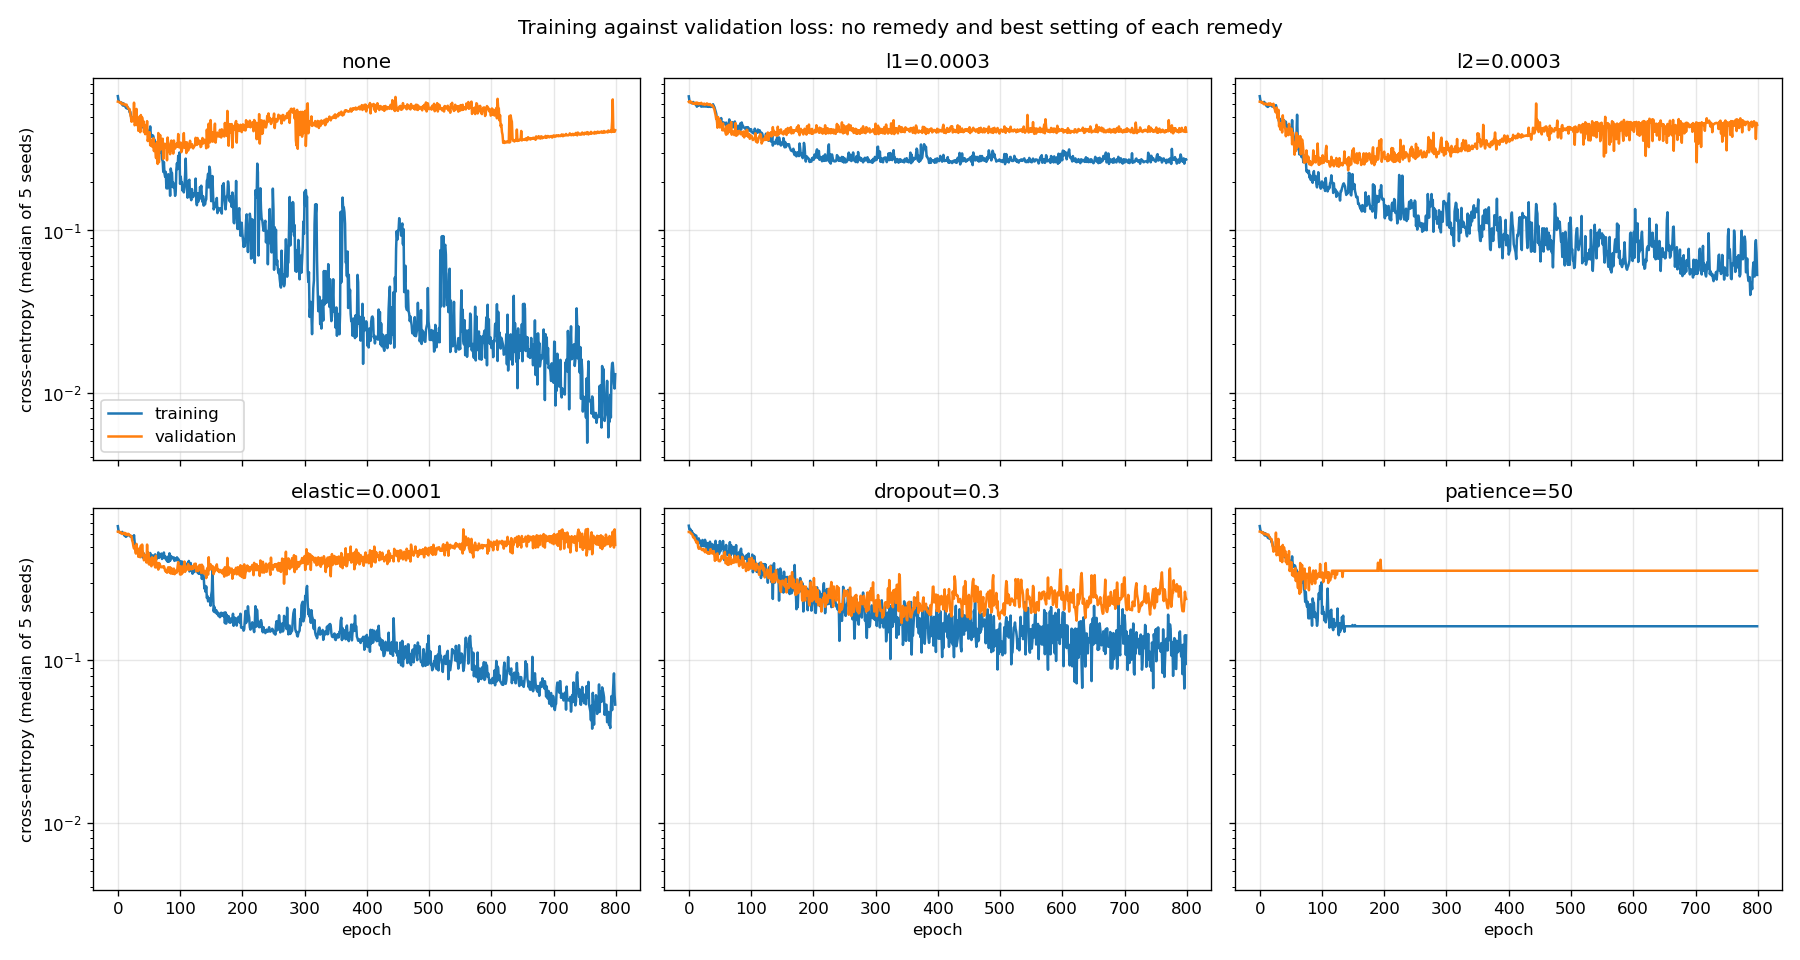 Training against validation loss: no remedy and best setting of each remedy
none
l1=0.0003
l2=0.0003
cross-entropy (median of 5 seeds)
10⁻¹
10⁻²
training
validation
elastic=0.0001
dropout=0.3
patience=50
cross-entropy (median of 5 seeds)
10⁻¹
10⁻²
0 100 200 300 400 500 600 700 800
0 100 200 300 400 500 600 700 800
0 100 200 300 400 500 600 700 800
epoch
epoch
epoch